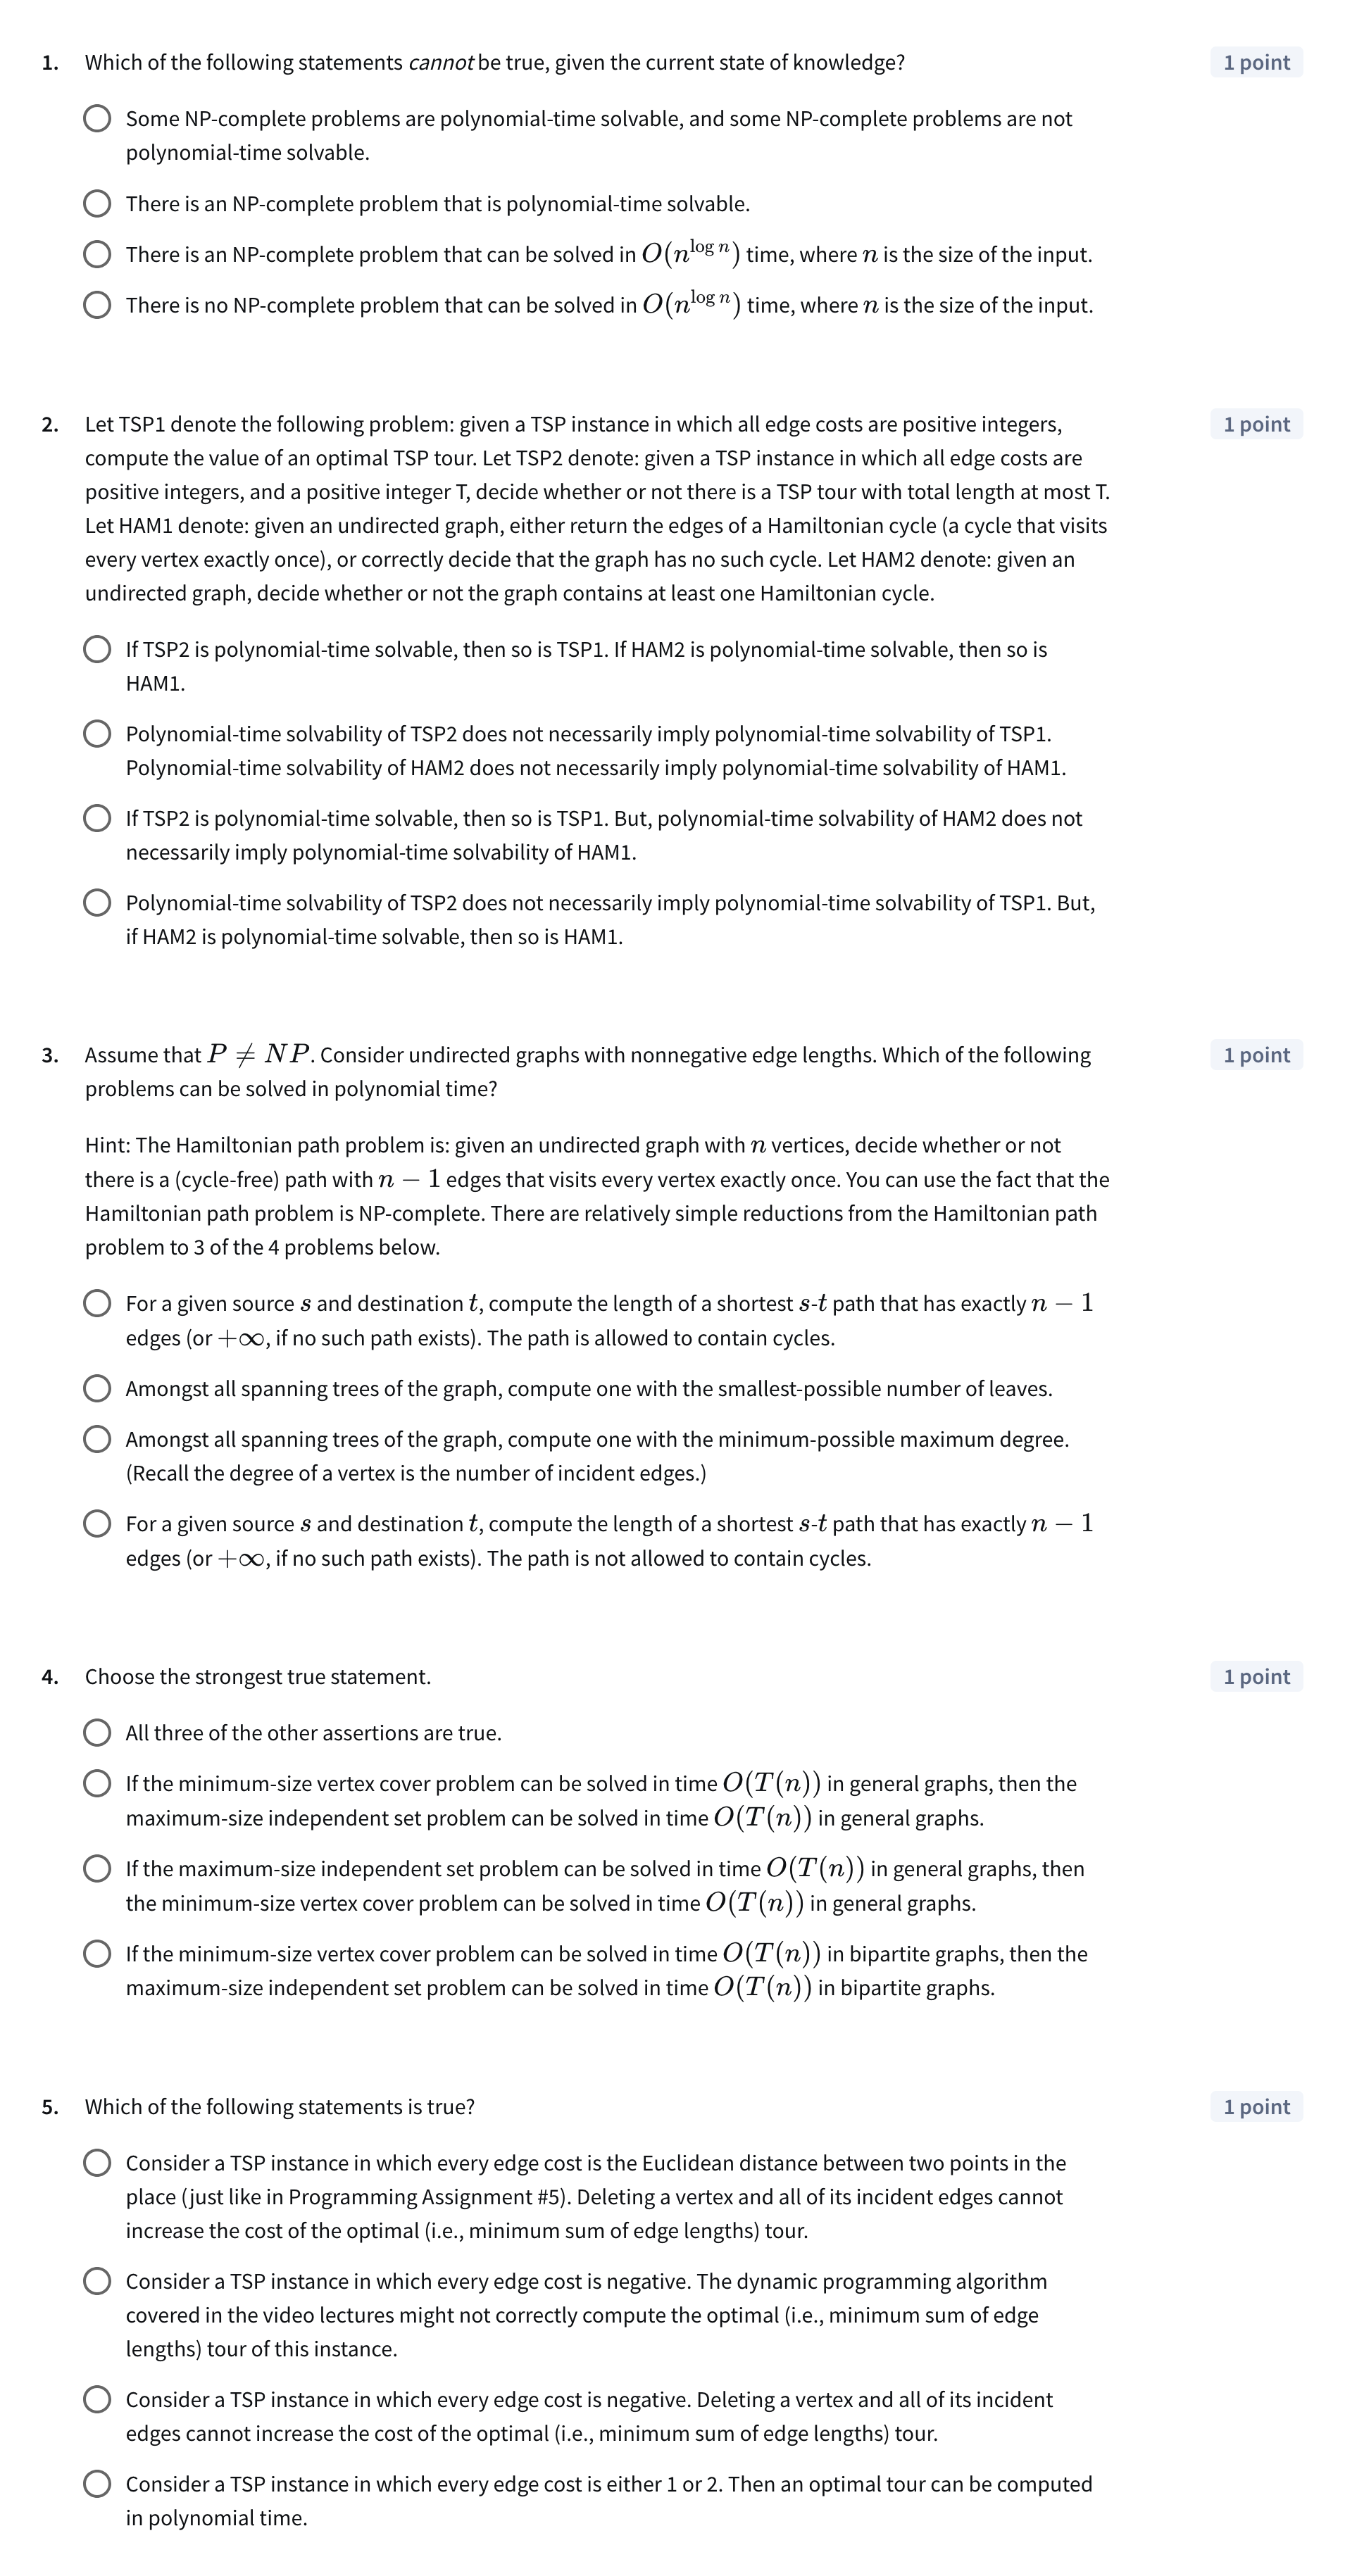 1. Which of the following statements cannot be true, given the current state of knowledge? 1 point
Some NP-complete problems are polynomial-time solvable, and some NP-complete problems are not
polynomial-time solvable.
There is an NP-complete problem that is polynomial-time solvable.
There is an NP-complete problem that can be solved in O(n^{log n}) time, where n is the size of the input.
There is no NP-complete problem that can be solved in O(n^{log n}) time, where n is the size of the input.
2. Let TSP1 denote the following problem: given a TSP instance in which all edge costs are positive integers, 1 point
compute the value of an optimal TSP tour. Let TSP2 denote: given a TSP instance in which all edge costs are
positive integers, and a positive integer T, decide whether or not there is a TSP tour with total length at most T.
Let HAM1 denote: given an undirected graph, either return the edges of a Hamiltonian cycle (a cycle that visits
every vertex exactly once), or correctly decide that the graph has no such cycle. Let HAM2 denote: given an
undirected graph, decide whether or not the graph contains at least one Hamiltonian cycle.
If TSP2 is polynomial-time solvable, then so is TSP1. If HAM2 is polynomial-time solvable, then so is
HAM1.
Polynomial-time solvability of TSP2 does not necessarily imply polynomial-time solvability of TSP1.
Polynomial-time solvability of HAM2 does not necessarily imply polynomial-time solvability of HAM1.
If TSP2 is polynomial-time solvable, then so is TSP1. But, polynomial-time solvability of HAM2 does not
necessarily imply polynomial-time solvability of HAM1.
Polynomial-time solvability of TSP2 does not necessarily imply polynomial-time solvability of TSP1. But,
if HAM2 is polynomial-time solvable, then so is HAM1.
3. Assume that P ≠ NP. Consider undirected graphs with nonnegative edge lengths. Which of the following 1 point
problems can be solved in polynomial time?
Hint: The Hamiltonian path problem is: given an undirected graph with n vertices, decide whether or not
there is a (cycle-free) path with n − 1 edges that visits every vertex exactly once. You can use the fact that the
Hamiltonian path problem is NP-complete. There are relatively simple reductions from the Hamiltonian path
problem to 3 of the 4 problems below.
For a given source s and destination t, compute the length of a shortest s-t path that has exactly n − 1
edges (or +∞, if no such path exists). The path is allowed to contain cycles.
Amongst all spanning trees of the graph, compute one with the smallest-possible number of leaves.
Amongst all spanning trees of the graph, compute one with the minimum-possible maximum degree.
(Recall the degree of a vertex is the number of incident edges.)
For a given source s and destination t, compute the length of a shortest s-t path that has exactly n − 1
edges (or +∞, if no such path exists). The path is not allowed to contain cycles.
4. Choose the strongest true statement. 1 point
All three of the other assertions are true.
If the minimum-size vertex cover problem can be solved in time O(T(n)) in general graphs, then the
maximum-size independent set problem can be solved in time O(T(n)) in general graphs.
If the maximum-size independent set problem can be solved in time O(T(n)) in general graphs, then
the minimum-size vertex cover problem can be solved in time O(T(n)) in general graphs.
If the minimum-size vertex cover problem can be solved in time O(T(n)) in bipartite graphs, then the
maximum-size independent set problem can be solved in time O(T(n)) in bipartite graphs.
5. Which of the following statements is true? 1 point
Consider a TSP instance in which every edge cost is the Euclidean distance between two points in the
place (just like in Programming Assignment #5). Deleting a vertex and all of its incident edges cannot
increase the cost of the optimal (i.e., minimum sum of edge lengths) tour.
Consider a TSP instance in which every edge cost is negative. The dynamic programming algorithm
covered in the video lectures might not correctly compute the optimal (i.e., minimum sum of edge
lengths) tour of this instance.
Consider a TSP instance in which every edge cost is negative. Deleting a vertex and all of its incident
edges cannot increase the cost of the optimal (i.e., minimum sum of edge lengths) tour.
Consider a TSP instance in which every edge cost is either 1 or 2. Then an optimal tour can be computed
in polynomial time.